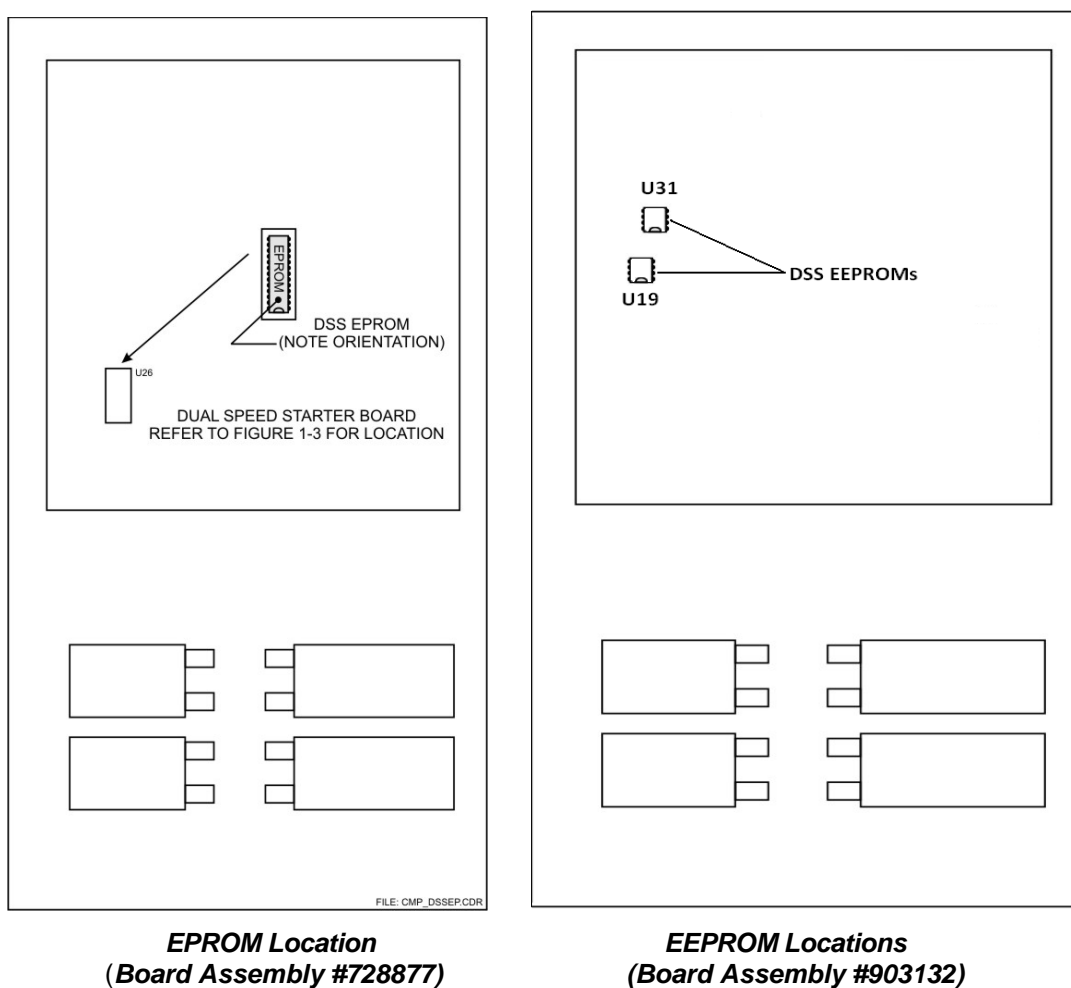 EPROM
DSS EPROM
(NOTE ORIENTATION)
U26
DUAL SPEED STARTER BOARD
REFER TO FIGURE 1-3 FOR LOCATION
FILE: CMP_DSSEP.CDR
EPROM Location
(Board Assembly #728877)
U31
DSS EEPROMs
U19
EEPROM Locations
(Board Assembly #903132)